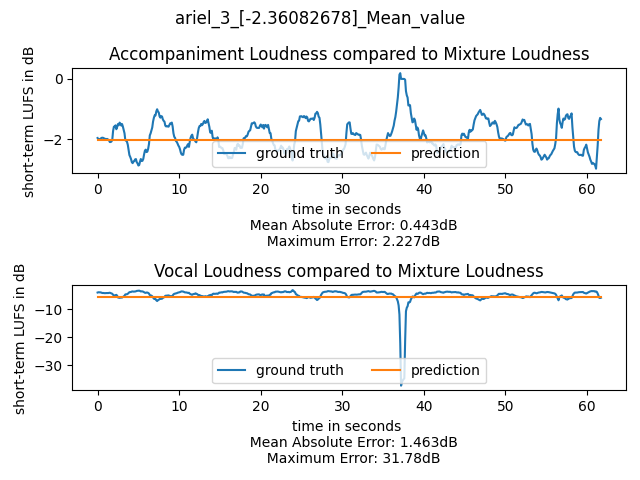 ariel_3_[-2.36082678]_Mean_value
Accompaniment Loudness compared to Mixture Loudness
short-term LUFS in dB
0
−2
ground truth
prediction
0 10 20 30 40 50 60
time in seconds
Mean Absolute Error: 0.443dB
Maximum Error: 2.227dB
Vocal Loudness compared to Mixture Loudness
short-term LUFS in dB
−10
−20
−30
ground truth
prediction
0 10 20 30 40 50 60
time in seconds
Mean Absolute Error: 1.463dB
Maximum Error: 31.78dB